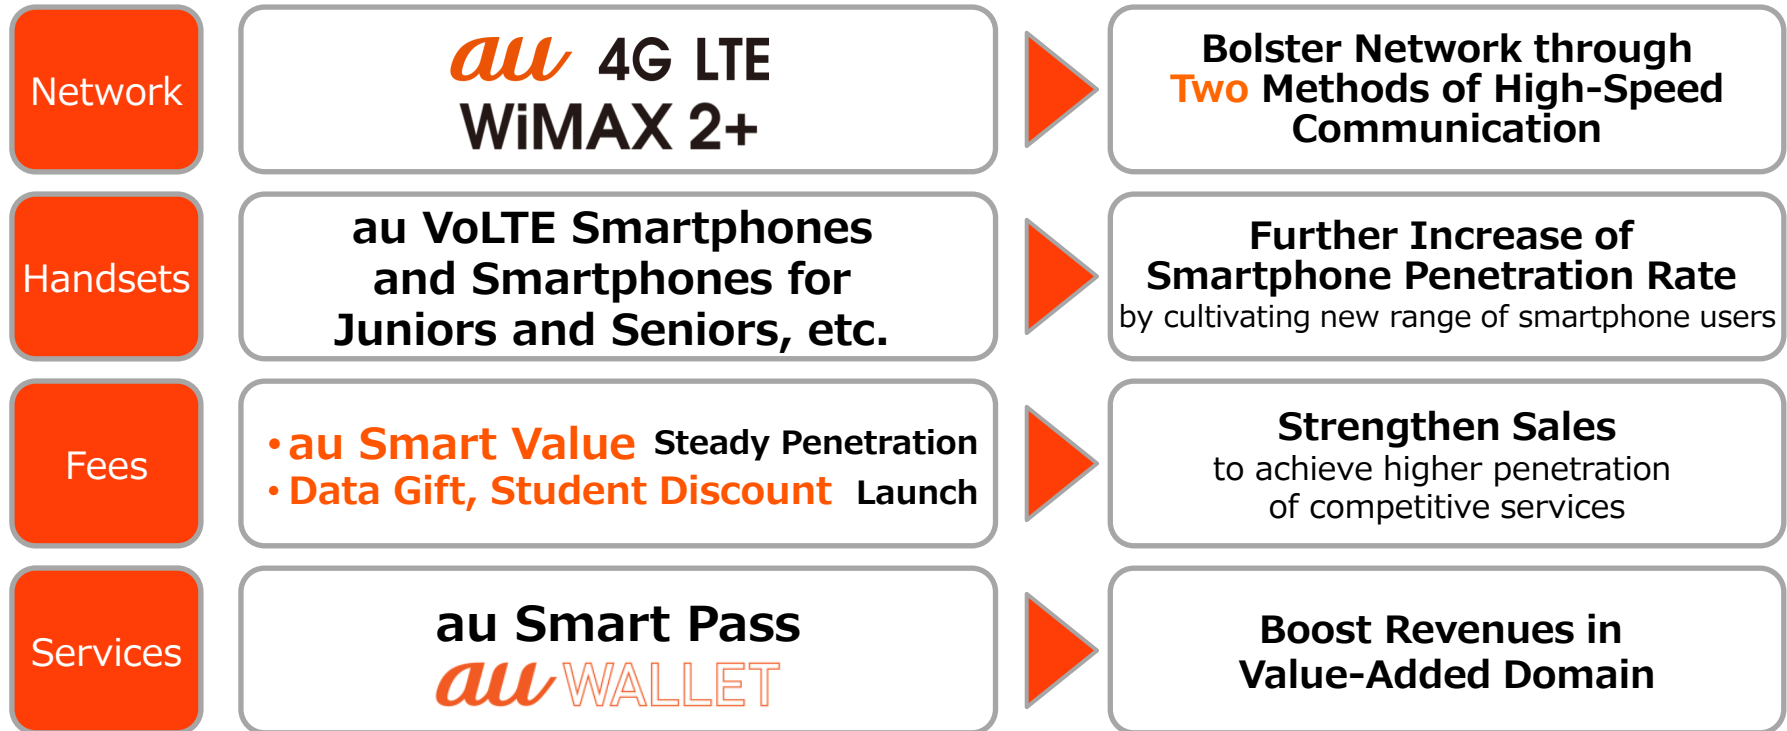 Network
au 4G LTE
WiMAX 2+
Bolster Network through
Two Methods of High-Speed
Communication
Handsets
au VoLTE Smartphones
and Smartphones for
Juniors and Seniors, etc.
Further Increase of
Smartphone Penetration Rate
by cultivating new range of smartphone users
Fees
・au Smart Value Steady Penetration
・Data Gift, Student Discount Launch
Strengthen Sales
to achieve higher penetration
of competitive services
Services
au Smart Pass
au WALLET
Boost Revenues in
Value-Added Domain